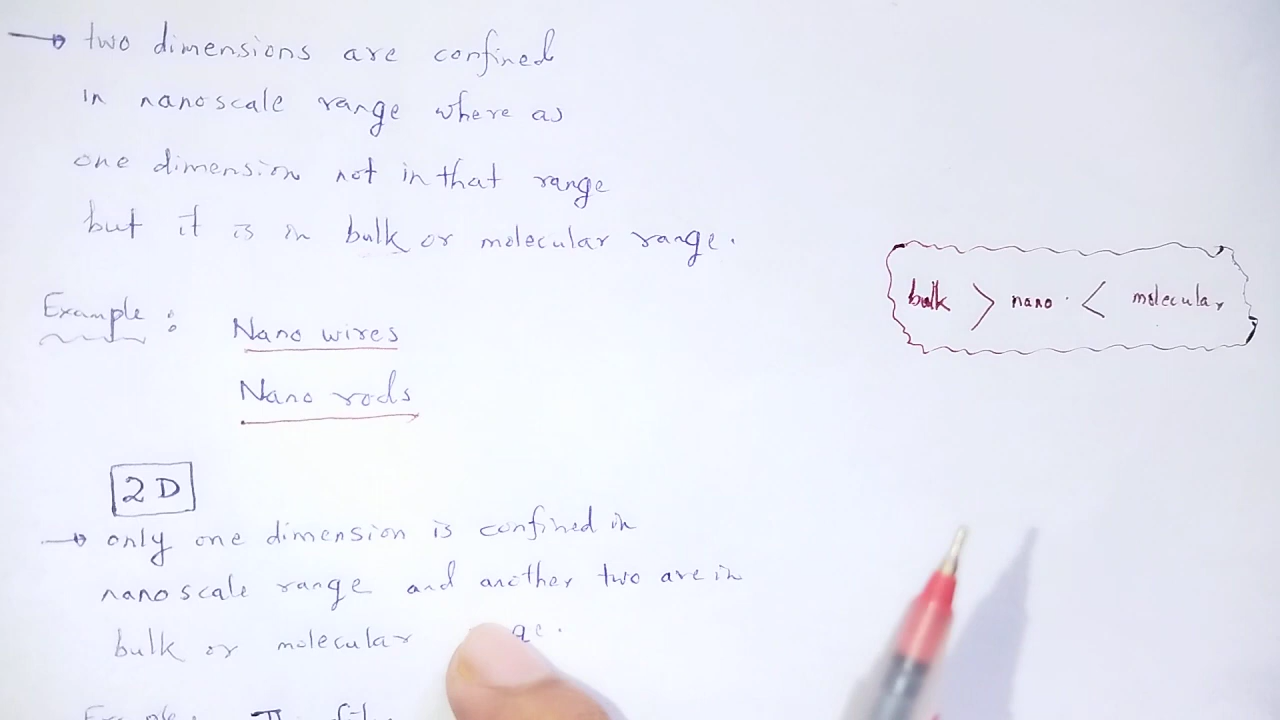 → two dimensions are confined
in nanoscale range where as
one dimension not in that range
but it is in bulk or molecular range.
Example :
Nano wires
Nano rods
bulk > nano < molecular
2D
→ only one dimension is confined in
nanoscale range and another two are in
bulk or molecular